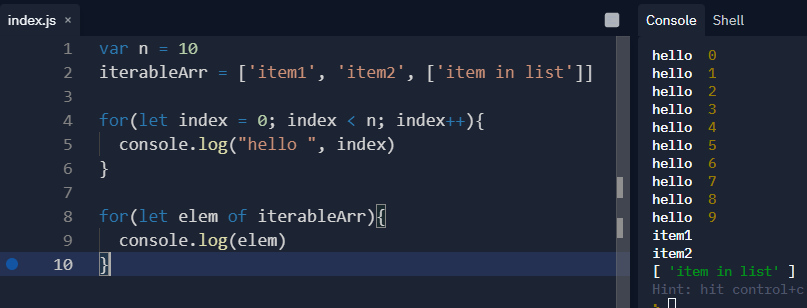 index.js ×
Console Shell
1 var n = 10
2 iterableArr = ['item1', 'item2', ['item in list']]
3
4 for(let index = 0; index < n; index++){
5 console.log("hello ", index)
6 }
7
8 for(let elem of iterableArr){
9 console.log(elem)
10 }
hello  0
hello  1
hello  2
hello  3
hello  4
hello  5
hello  6
hello  7
hello  8
hello  9
item1
item2
[ 'item in list' ]
Hint: hit control+c